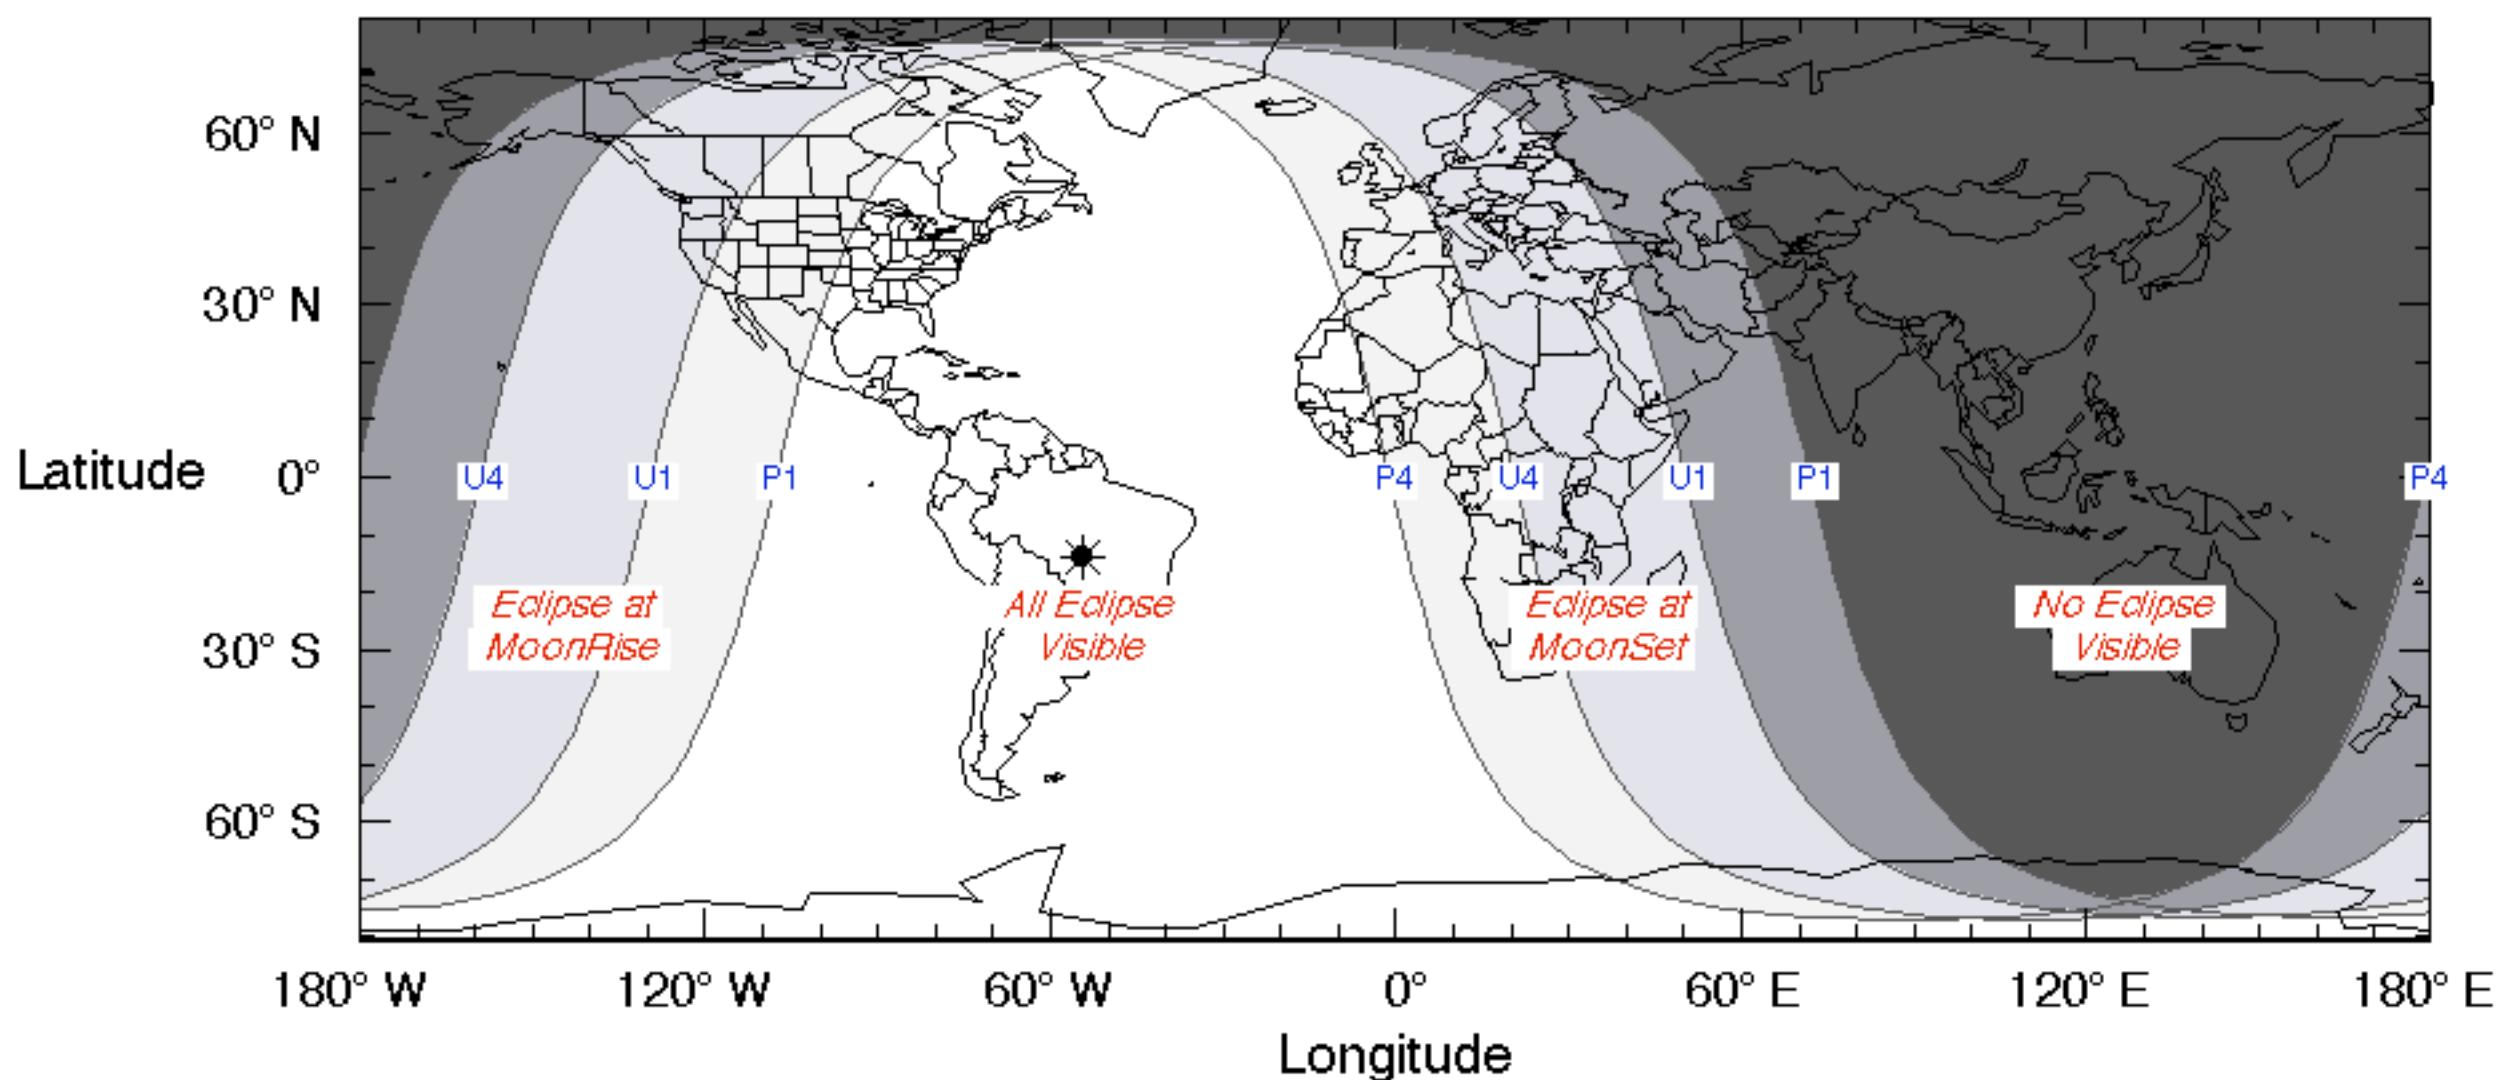 60° N
30° N
Latitude 0°
U4 U1 P1 P4 U4 U1 P1 P4
Eclipse at
MoonRise
All Eclipse
Visible
Eclipse at
MoonSet
No Eclipse
Visible
30° S
60° S
180° W 120° W 60° W 0° 60° E 120° E 180° E
Longitude